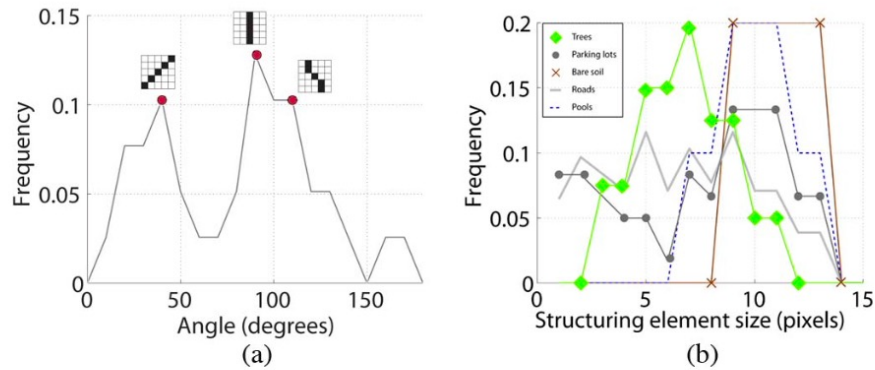 0.15
0.1
0.05
0
Frequency
0 50 100 150
Angle (degrees)
(a)
0.2
0.15
0.1
0.05
0
Frequency
Trees
Parking lots
Bare soil
Roads
Pools
0 5 10 15
Structuring element size (pixels)
(b)